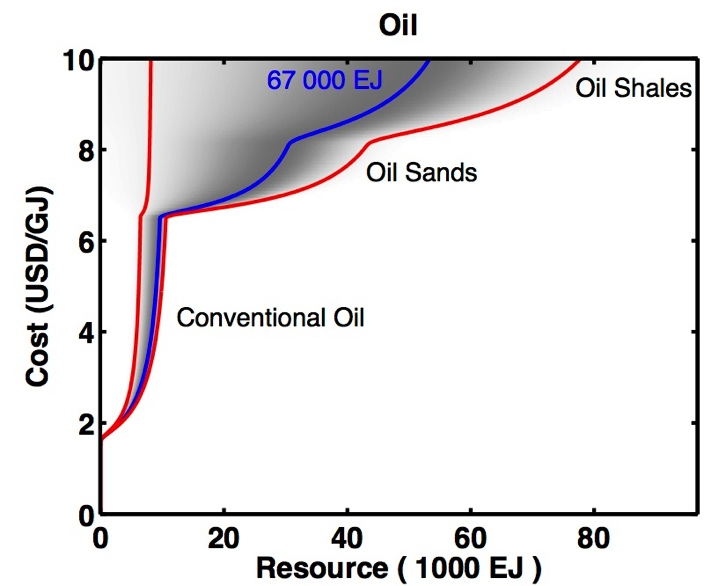 Oil
10
67 000 EJ
Oil Shales
8
Oil Sands
6
Cost (USD/GJ)
Conventional Oil
4
2
0
0 20 40 60 80
Resource ( 1000 EJ )